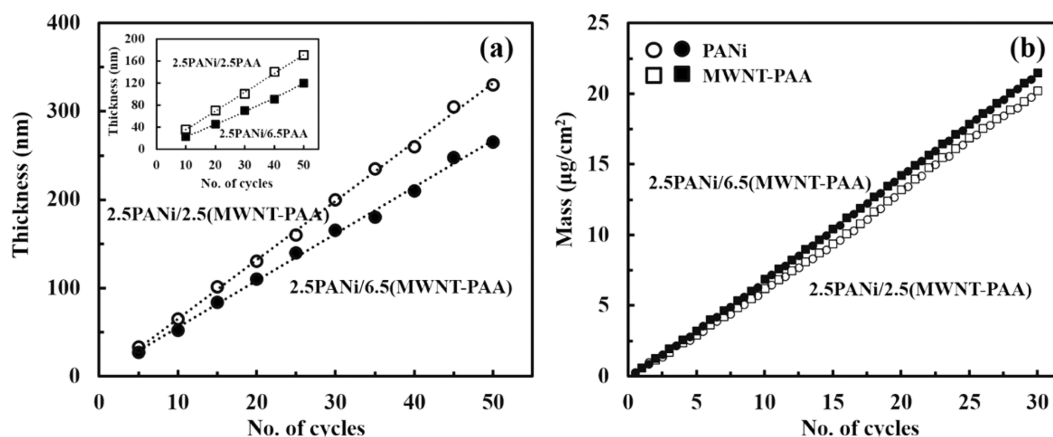 400
300
200
100
0
Thickness (nm)
0 10 20 30 40 50
No. of cycles
(a)
200
160
120
80
40
0
Thickness (nm)
2.5PANi/2.5PAA
2.5PANi/6.5PAA
0 10 20 30 40 50
No. of cycles
2.5PANi/2.5(MWNT-PAA)
2.5PANi/6.5(MWNT-PAA)
25
20
15
10
5
0
Mass (µg/cm²)
PANi
MWNT-PAA
(b)
2.5PANi/6.5(MWNT-PAA)
2.5PANi/2.5(MWNT-PAA)
0 5 10 15 20 25 30
No. of cycles